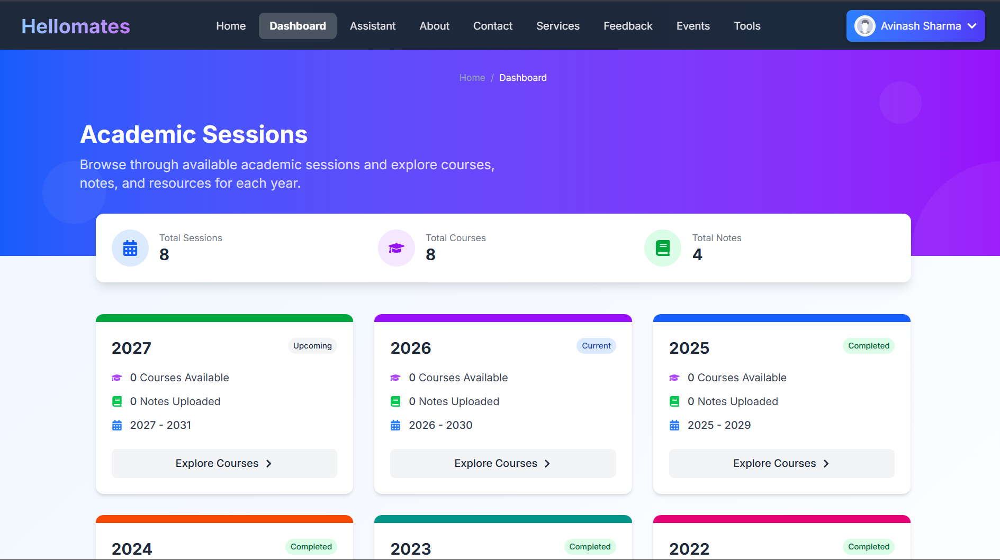 Hellomates
Home
Dashboard
Assistant
About
Contact
Services
Feedback
Events
Tools
Avinash Sharma
Home / Dashboard
Academic Sessions
Browse through available academic sessions and explore courses,
notes, and resources for each year.
Total Sessions
8
Total Courses
8
Total Notes
4
2027
Upcoming
0 Courses Available
0 Notes Uploaded
2027 - 2031
Explore Courses
2026
Current
0 Courses Available
0 Notes Uploaded
2026 - 2030
Explore Courses
2025
Completed
0 Courses Available
0 Notes Uploaded
2025 - 2029
Explore Courses
2024
Completed
2023
Completed
2022
Completed